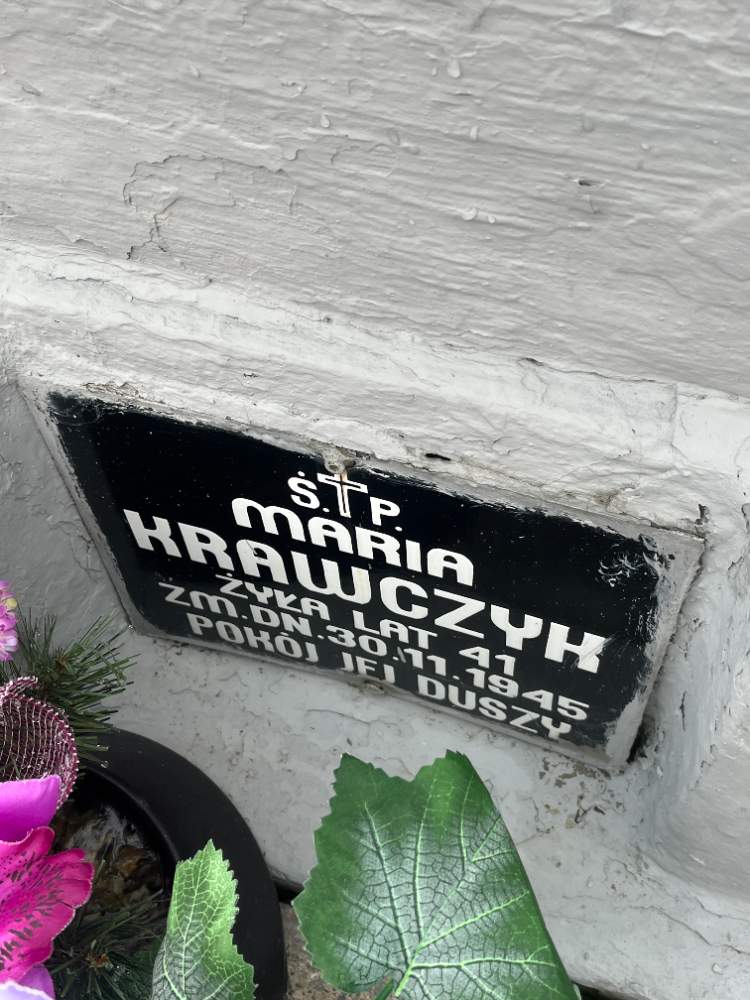 Ś.P.
MARIA
KRAWCZYK
ŻYŁA LAT 41
ZM.DN.30.11.1945
POKÓJ JEJ DUSZY